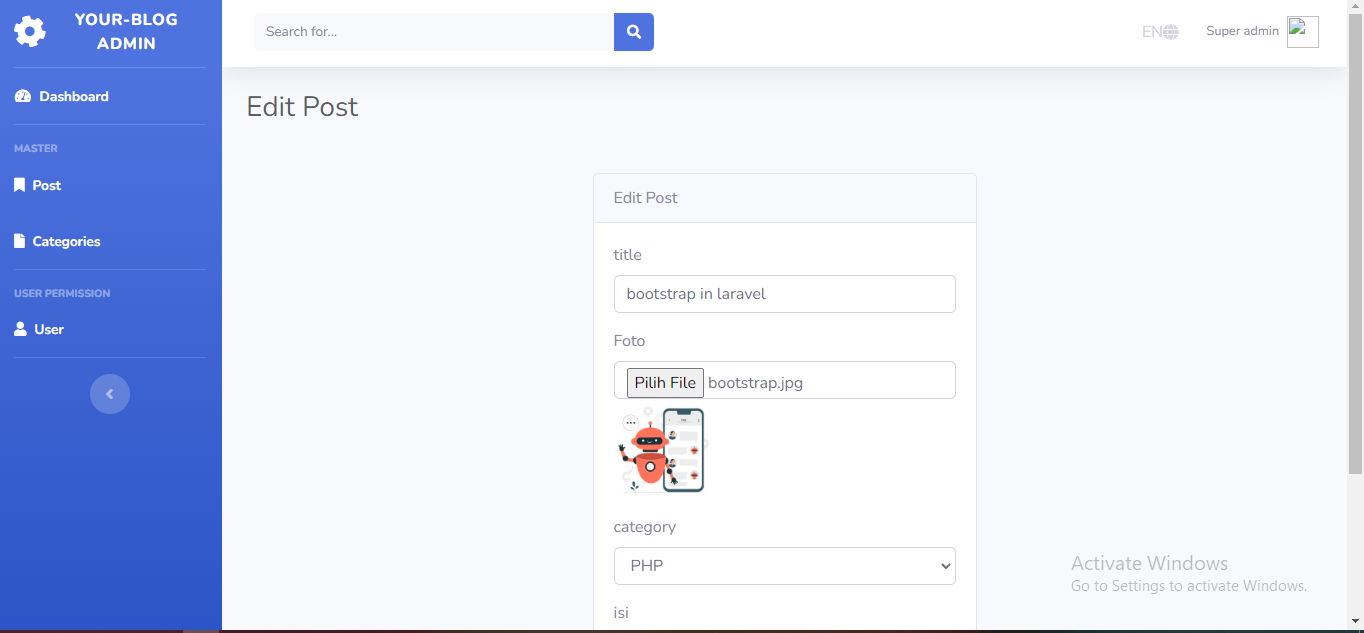 YOUR-BLOG
ADMIN
Search for...
EN
Super admin
Dashboard
Edit Post
MASTER
Post
Categories
USER PERMISSION
User
Edit Post
title
bootstrap in laravel
Foto
Pilih File bootstrap.jpg
category
PHP
isi
Activate Windows
Go to Settings to activate Windows.